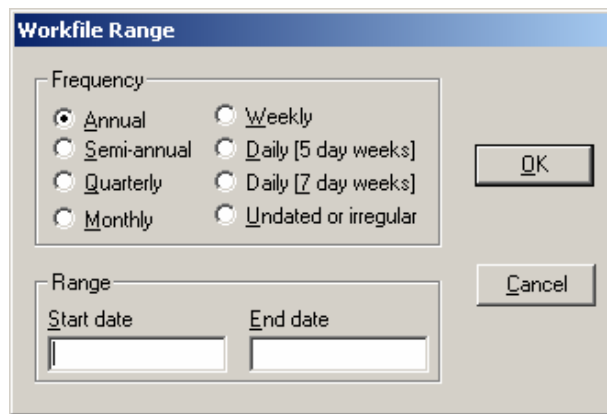 Workfile Range
Frequency
Annual
Semi-annual
Quarterly
Monthly
Weekly
Daily [5 day weeks]
Daily [7 day weeks]
Undated or irregular
OK
Range
Start date
End date
Cancel